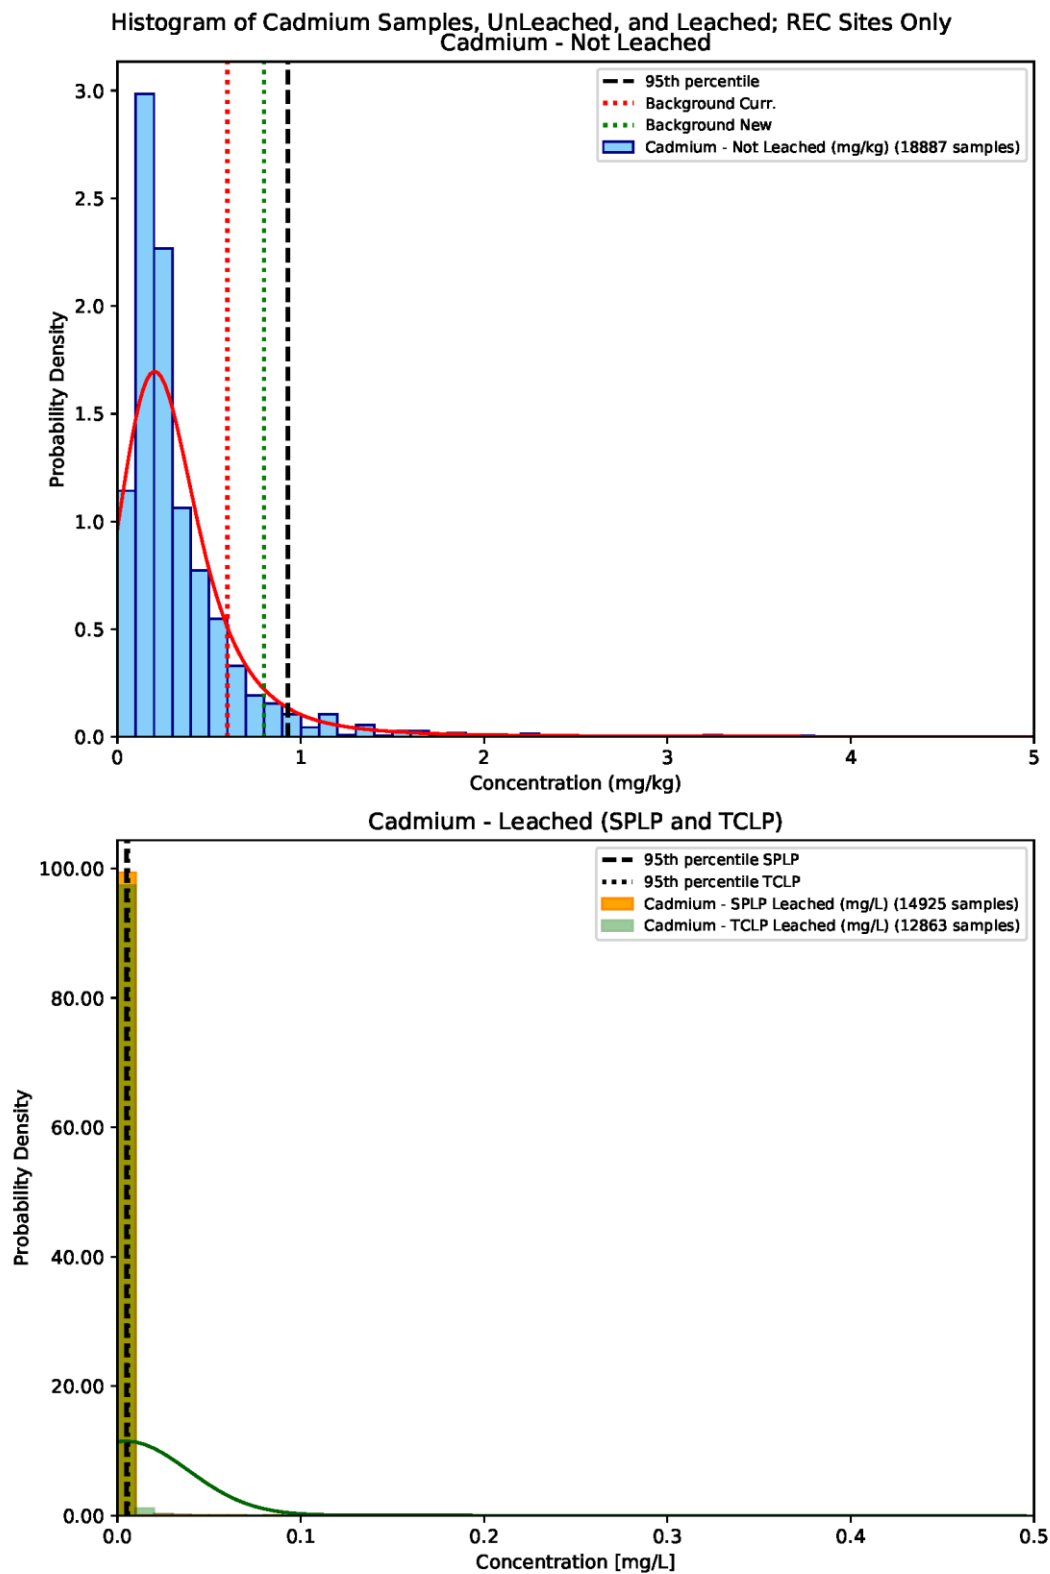 Histogram of Cadmium Samples, UnLeached, and Leached; REC Sites Only
Cadmium - Not Leached
95th percentile
Background Curr.
Background New
Cadmium - Not Leached (mg/kg) (18887 samples)
3.0
2.5
2.0
1.5
1.0
0.5
0.0
Probability Density
0 1 2 3 4 5
Concentration (mg/kg)
Cadmium - Leached (SPLP and TCLP)
95th percentile SPLP
95th percentile TCLP
Cadmium - SPLP Leached (mg/L) (14925 samples)
Cadmium - TCLP Leached (mg/L) (12863 samples)
100.00
80.00
60.00
40.00
20.00
0.00
Probability Density
0.0 0.1 0.2 0.3 0.4 0.5
Concentration [mg/L]